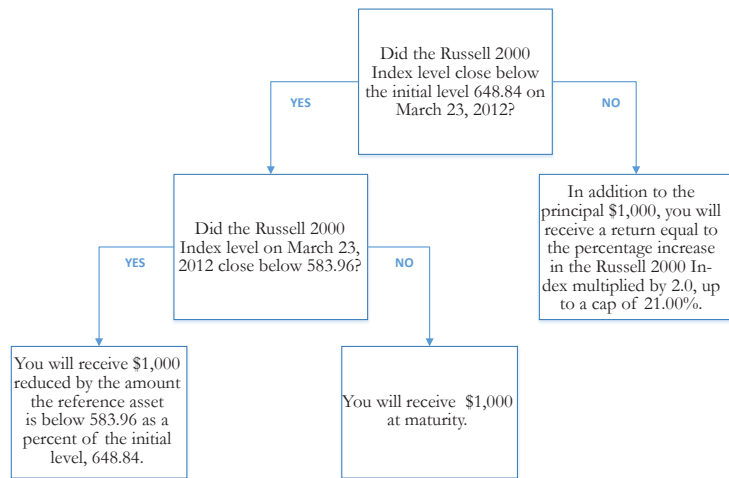 Did the Russell 2000
Index level close below
the initial level 648.84 on
March 23, 2012?
YES
NO
Did the Russell 2000
Index level on March 23,
2012 close below 583.96?
In addition to the
principal $1,000, you will
receive a return equal to
the percentage increase
in the Russell 2000 In-
dex multiplied by 2.0, up
to a cap of 21.00%.
YES
NO
You will receive $1,000
reduced by the amount
the reference asset
is below 583.96 as a
percent of the initial
level, 648.84.
You will receive $1,000
at maturity.